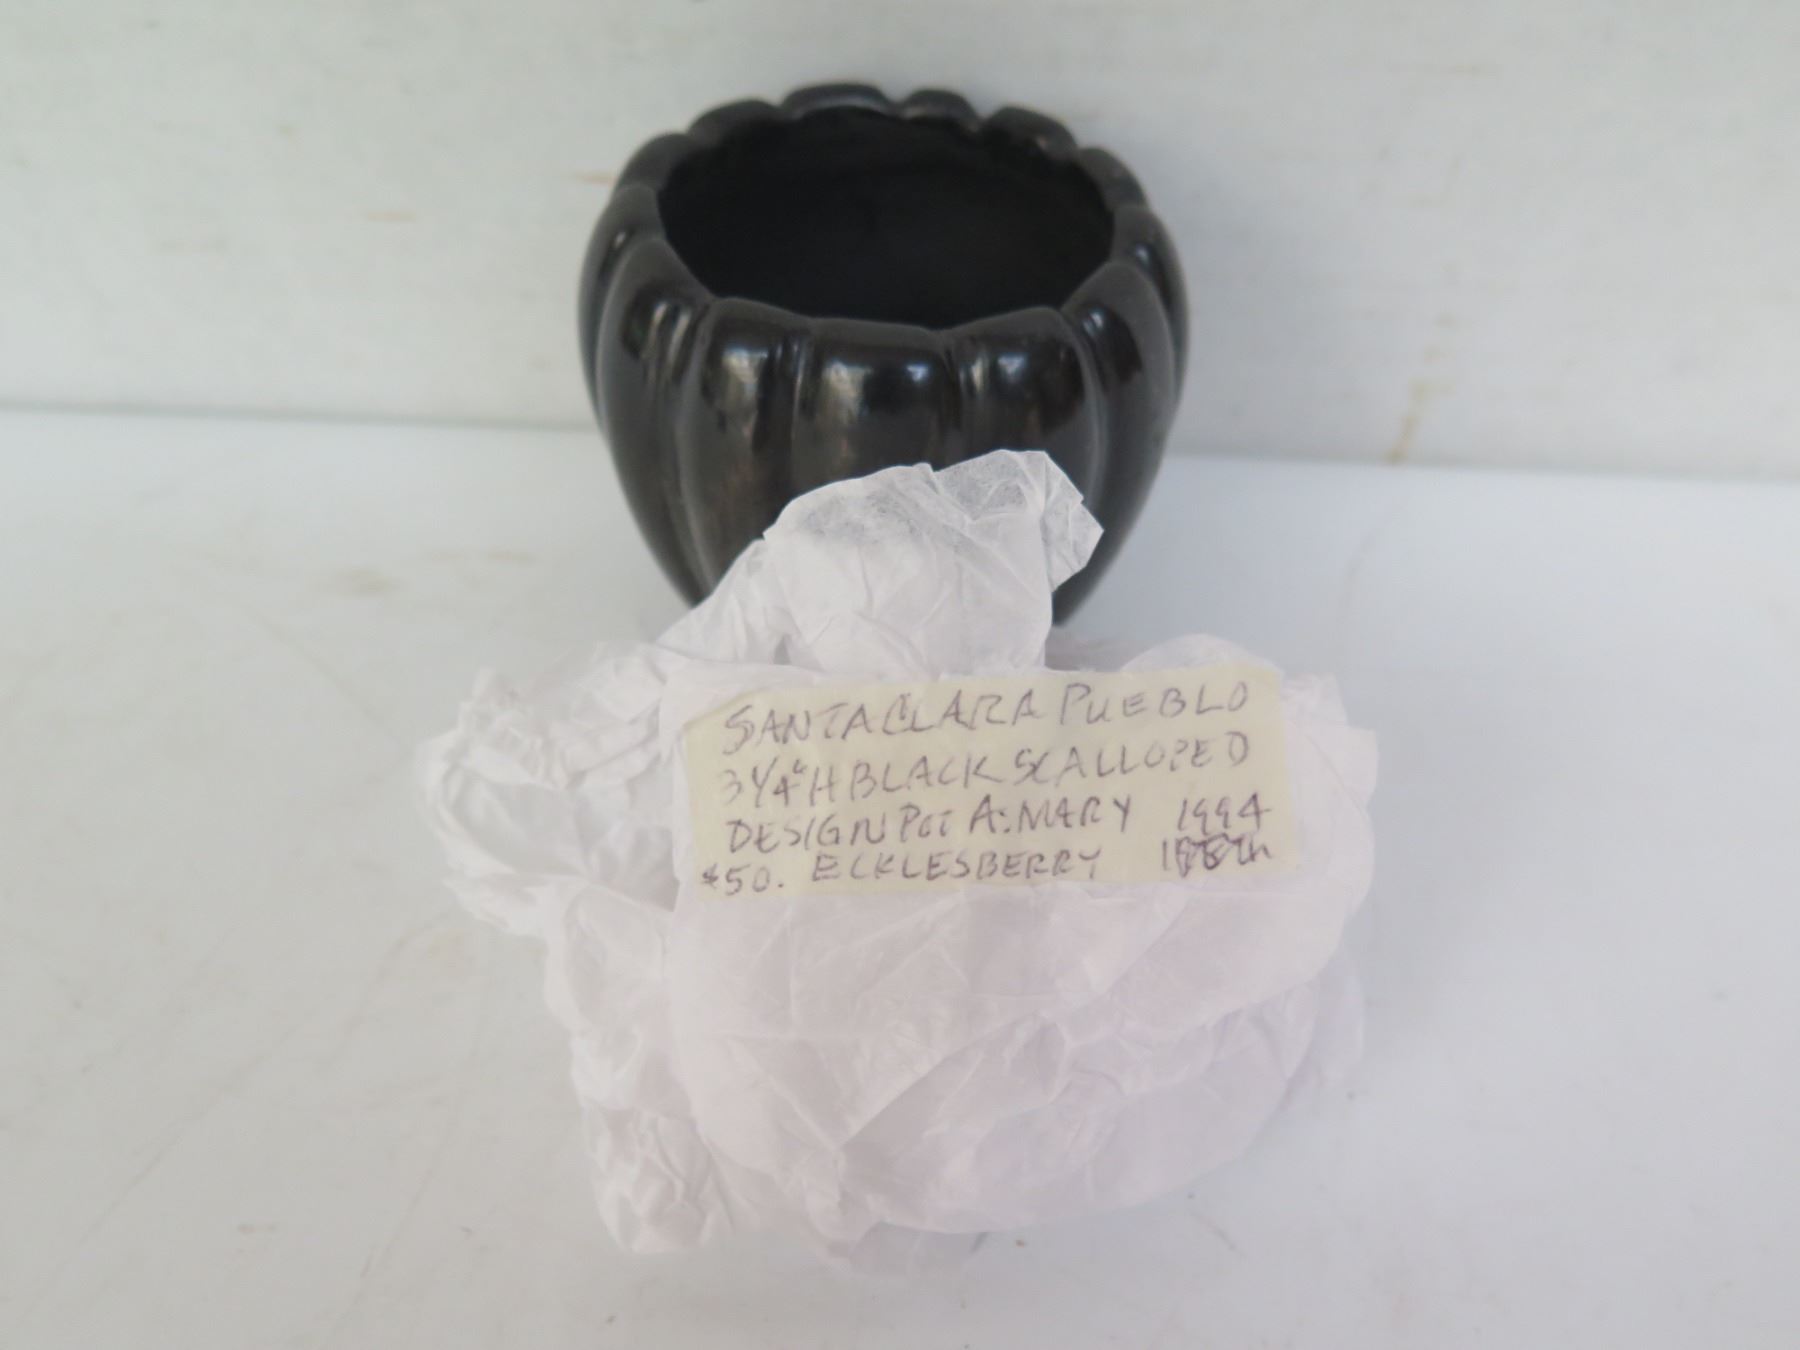 SANTA CLARA PUEBLO
3 1/4" H BLACK SCALLOPED
DESIGN POT A. MARY 1994
$50. ECKLESBERRY